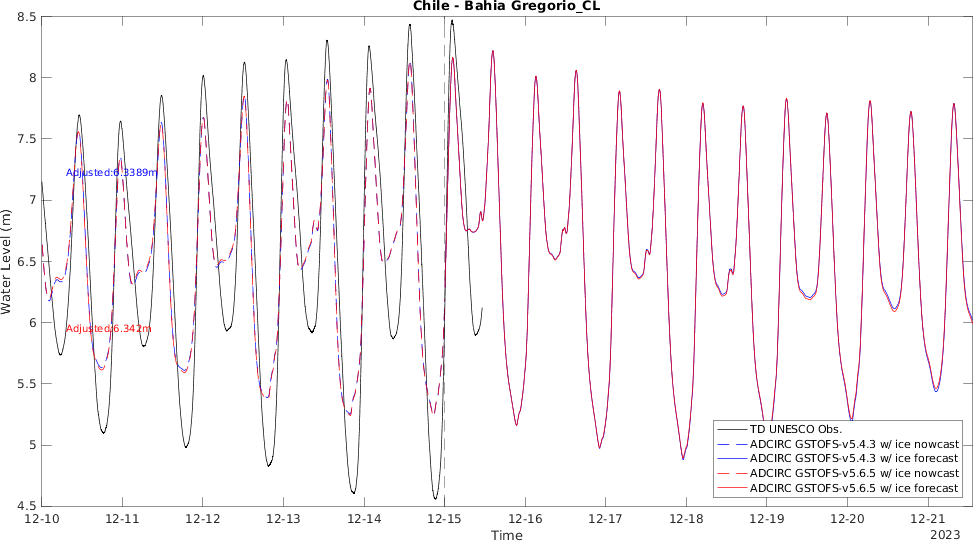 Chile - Bahia Gregorio_CL
8.5
8
7.5
7
6.5
6
5.5
5
4.5
Water Level (m)
Adjusted:6.3389m
Adjusted:6.342m
TD UNESCO Obs.
ADCIRC GSTOFS-v5.4.3 w/ ice nowcast
ADCIRC GSTOFS-v5.4.3 w/ ice forecast
ADCIRC GSTOFS-v5.6.5 w/ ice nowcast
ADCIRC GSTOFS-v5.6.5 w/ ice forecast
12-10 12-11 12-12 12-13 12-14 12-15 12-16 12-17 12-18 12-19 12-20 12-21
Time 2023